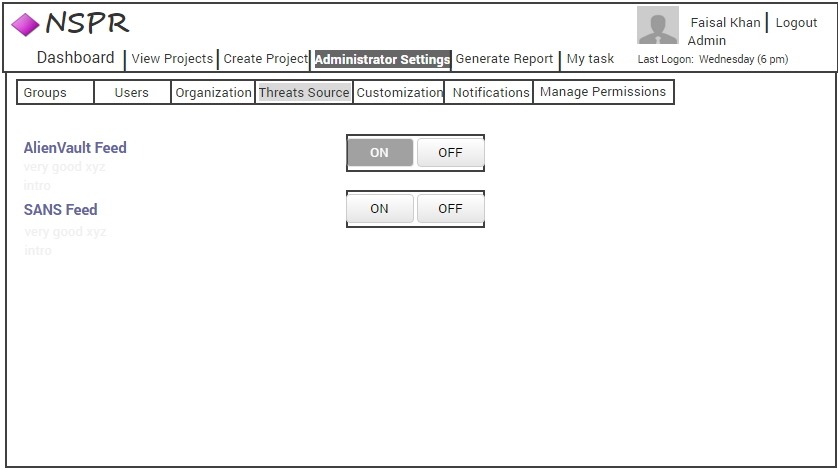 NSPR
Faisal Khan Logout
Admin
Dashboard View Projects Create Project Administrator Settings Generate Report My task Last Logon: Wednesday (6 pm)
Groups Users Organization Threats Source Customization Notifications Manage Permissions
AlienVault Feed ON OFF
very good xyz
intro
SANS Feed ON OFF
very good xyz
intro